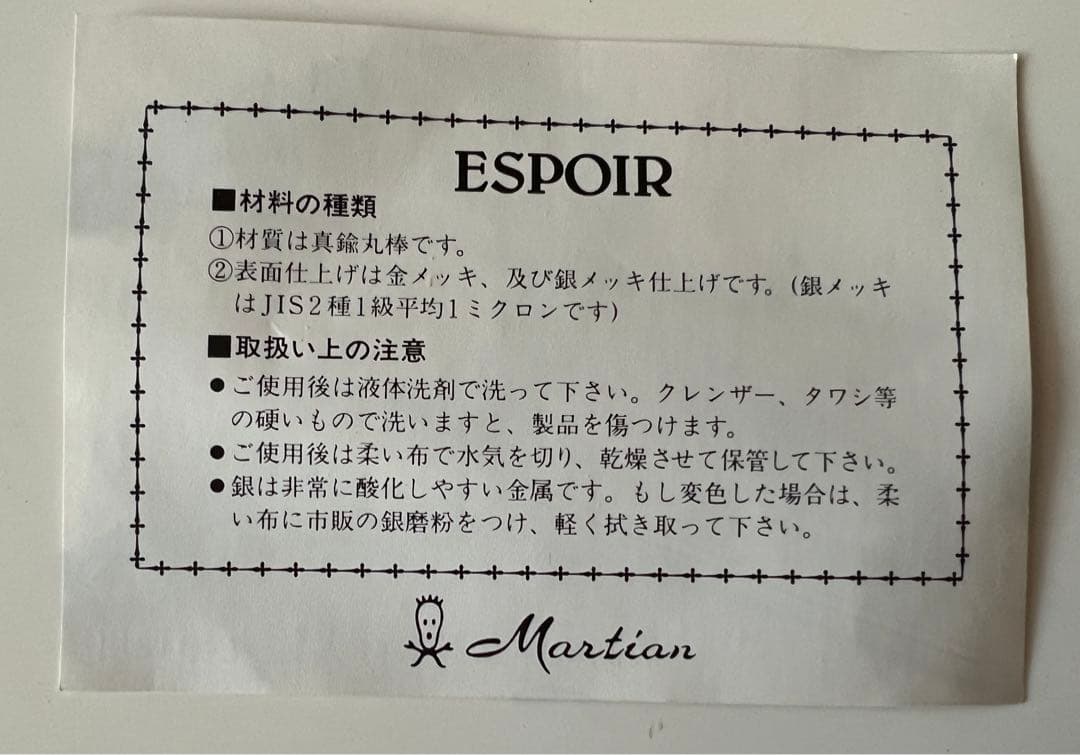 ESPOIR
■材料の種類
①材質は真鍮丸棒です。
②表面仕上げは金メッキ、及び銀メッキ仕上げです。(銀メッキ
はJIS2種1級平均1ミクロンです)
■取扱い上の注意
●ご使用後は液体洗剤で洗って下さい。クレンザー、タワシ等
の硬いもので洗いますと、製品を傷つけます。
●ご使用後は柔い布で水気を切り、乾燥させて保管して下さい。
●銀は非常に酸化しやすい金属です。もし変色した場合は、柔
い布に市販の銀磨粉をつけ、軽く拭き取って下さい。
Martian